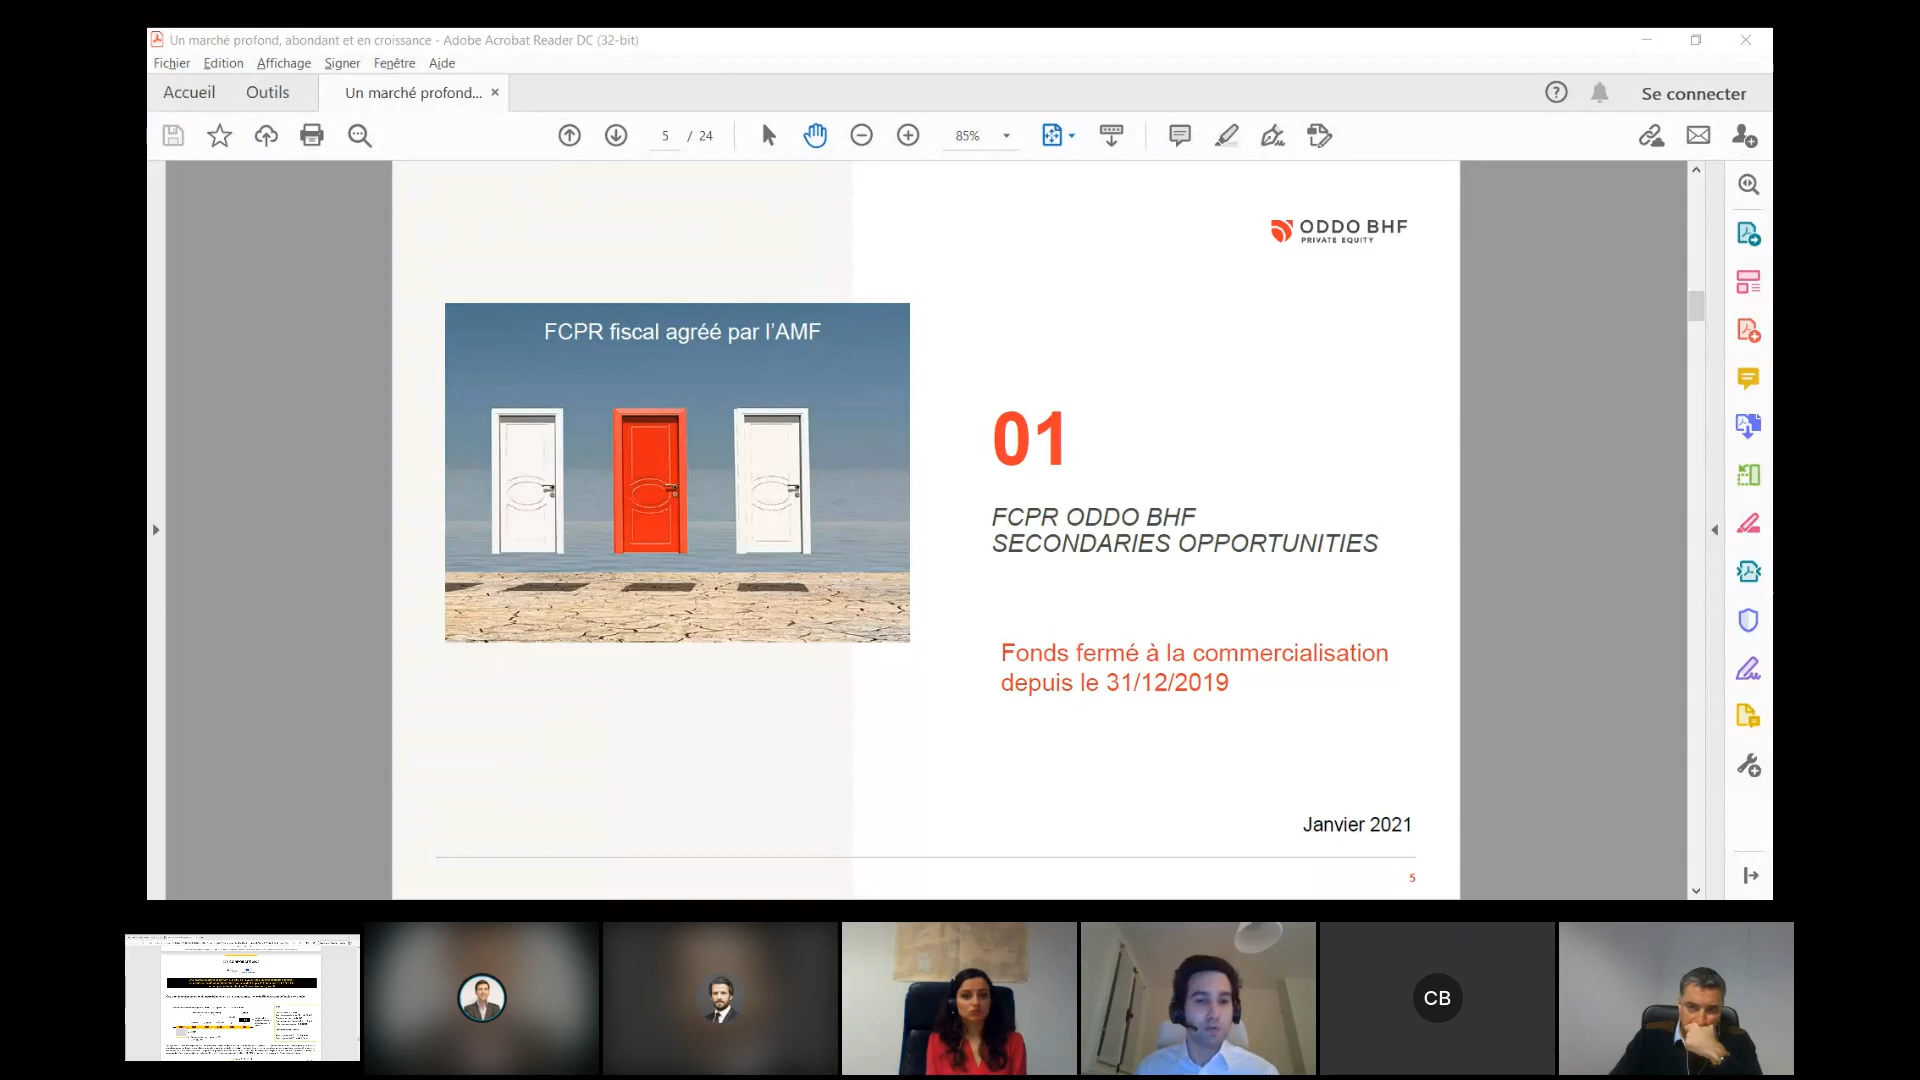 Un marché profond, abondant et en croissance - Adobe Acrobat Reader DC (32-bit)
Fichier Edition Affichage Signer Fenêtre Aide
Accueil Outils Un marché profond... × Se connecter
5 / 24 85%
ODDO BHF
PRIVATE EQUITY
FCPR fiscal agréé par l'AMF
01
FCPR ODDO BHF
SECONDARIES OPPORTUNITIES
Fonds fermé à la commercialisation
depuis le 31/12/2019
Janvier 2021
5
CB